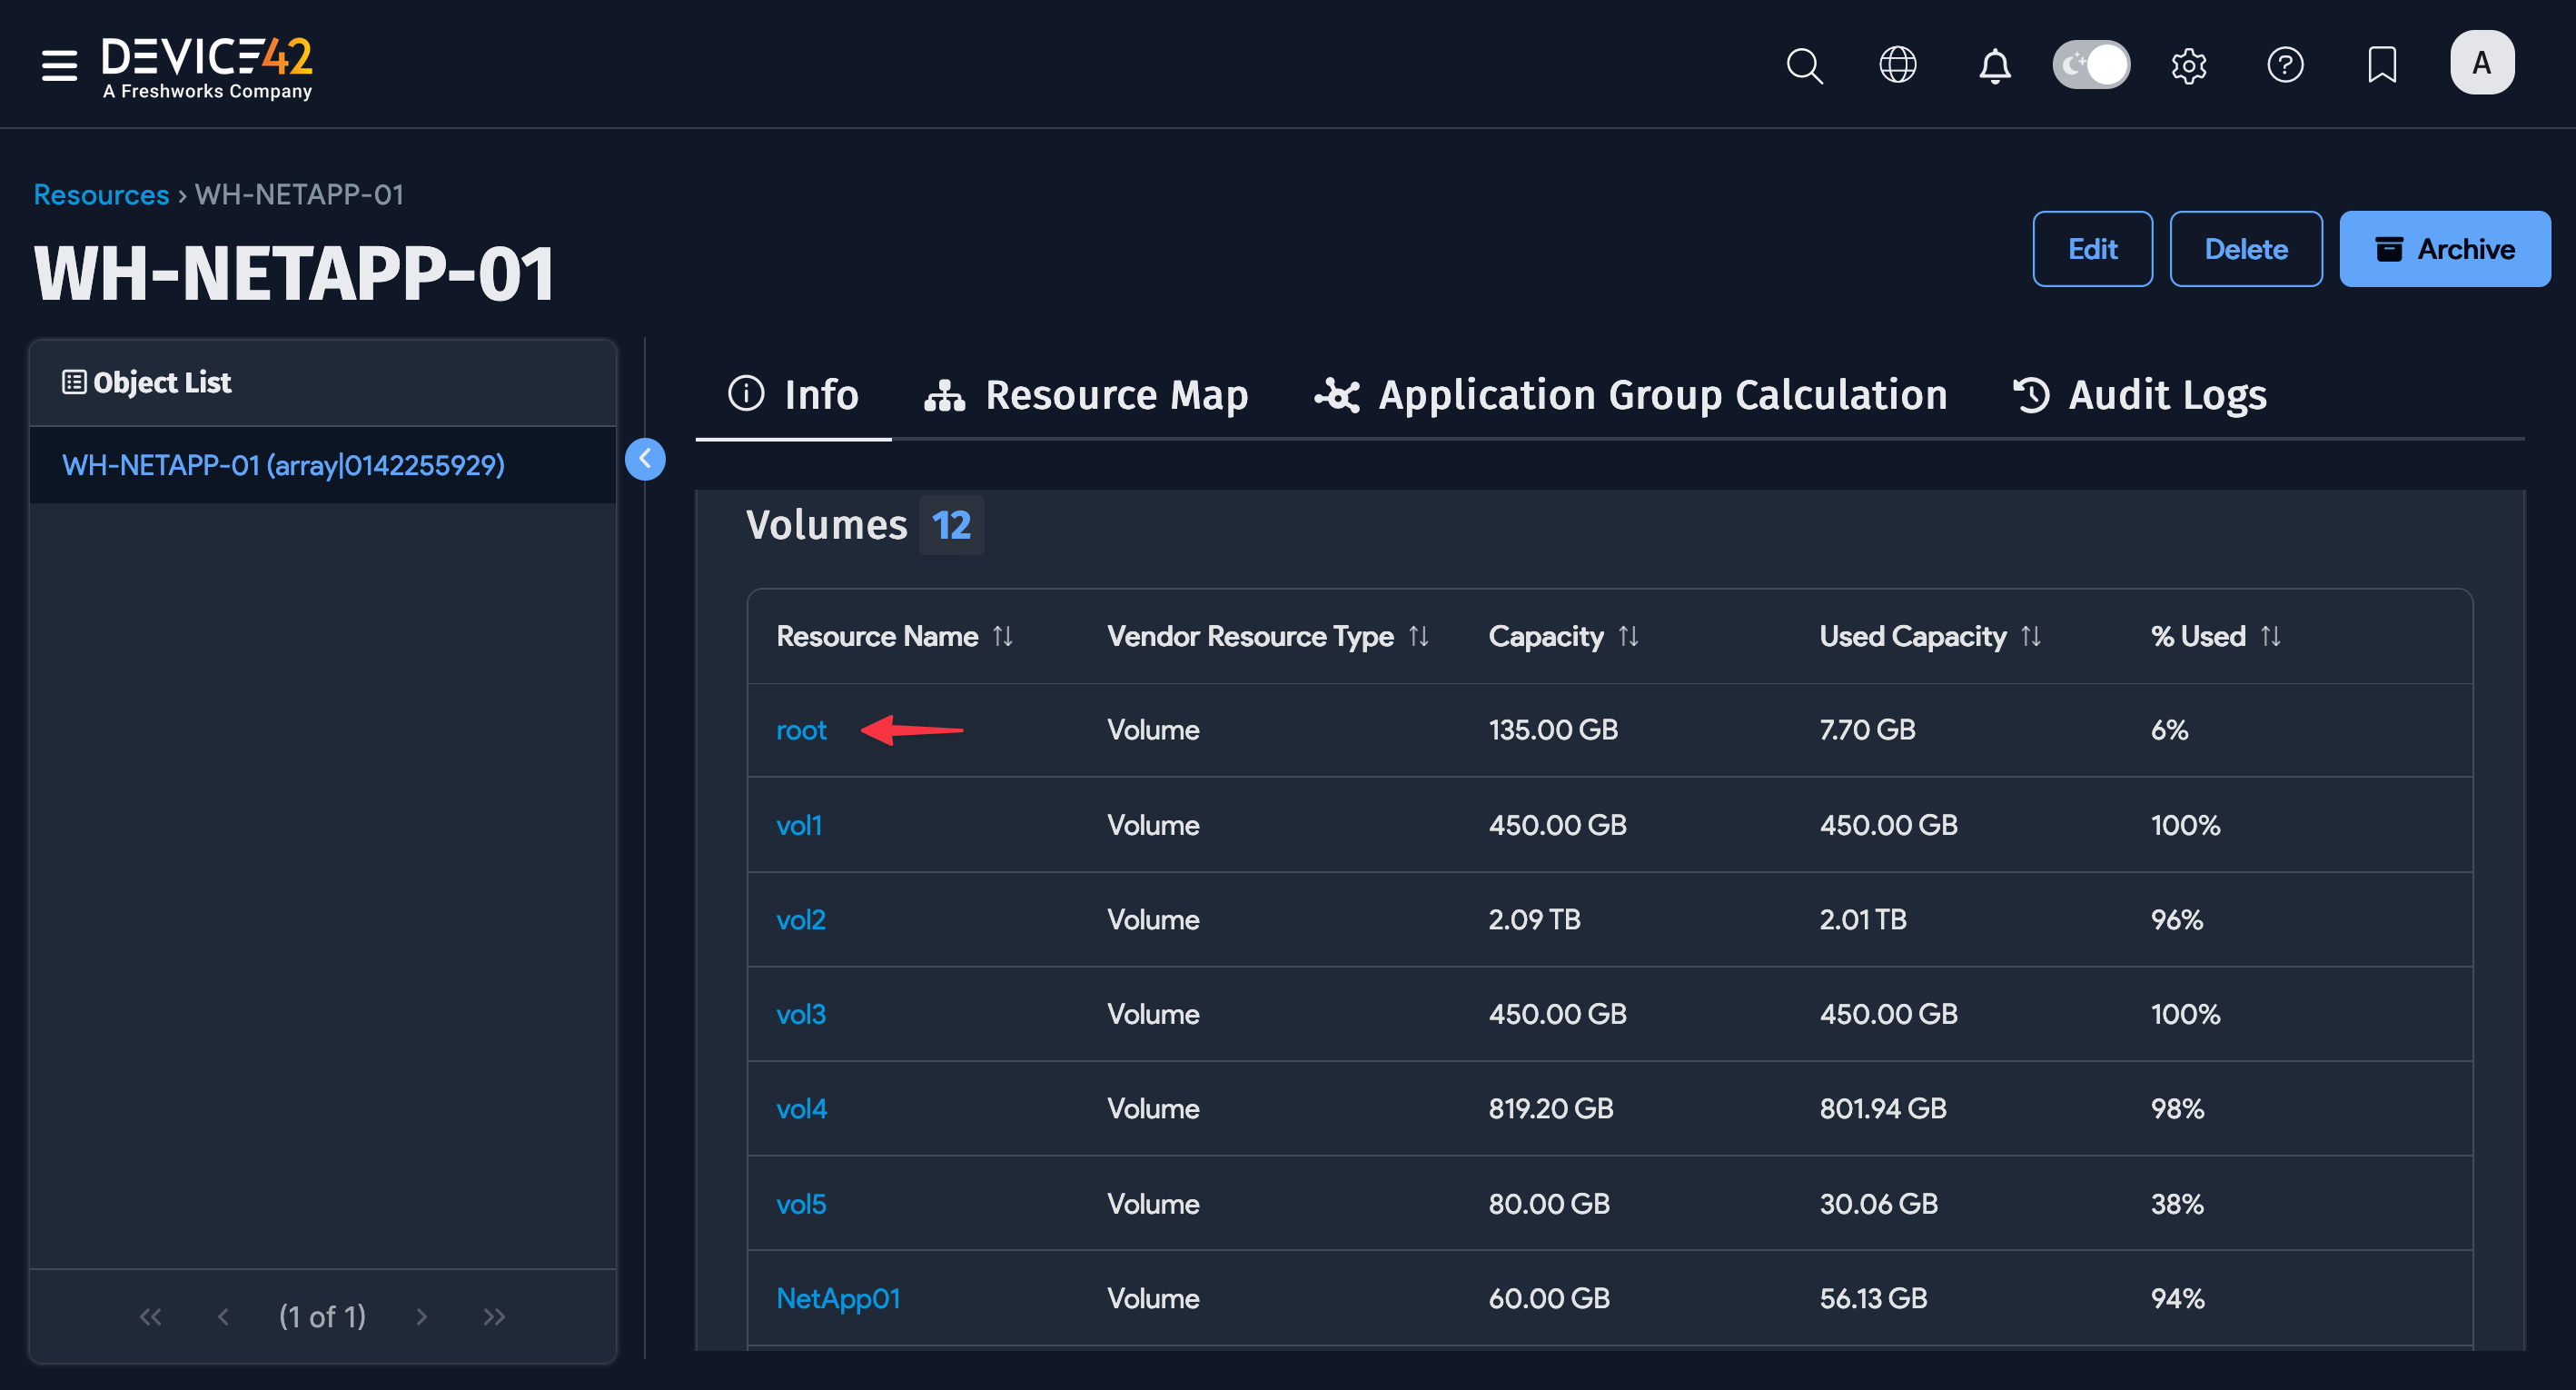 DEVICE42
A Freshworks Company
A
Resources › WH-NETAPP-01
WH-NETAPP-01
Edit
Delete
Archive
Object List
WH-NETAPP-01 (array|0142255929)
(1 of 1)
Info
Resource Map
Application Group Calculation
Audit Logs
Volumes 12
Resource Name Vendor Resource Type Capacity Used Capacity % Used
root Volume 135.00 GB 7.70 GB 6%
vol1 Volume 450.00 GB 450.00 GB 100%
vol2 Volume 2.09 TB 2.01 TB 96%
vol3 Volume 450.00 GB 450.00 GB 100%
vol4 Volume 819.20 GB 801.94 GB 98%
vol5 Volume 80.00 GB 30.06 GB 38%
NetApp01 Volume 60.00 GB 56.13 GB 94%